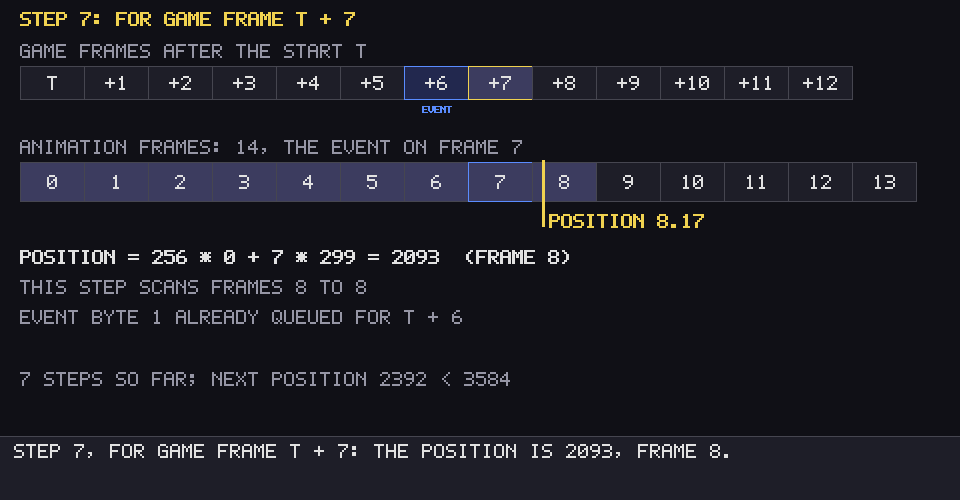 STEP 7: FOR GAME FRAME T + 7
GAME FRAMES AFTER THE START T
T +1 +2 +3 +4 +5 +6 +7 +8 +9 +10 +11 +12
EVENT
ANIMATION FRAMES: 14, THE EVENT ON FRAME 7
0 1 2 3 4 5 6 7 8 9 10 11 12 13
POSITION 8.17
POSITION = 256 * 0 + 7 * 299 = 2093 (FRAME 8)
THIS STEP SCANS FRAMES 8 TO 8
EVENT BYTE 1 ALREADY QUEUED FOR T + 6
7 STEPS SO FAR; NEXT POSITION 2392 < 3584
STEP 7, FOR GAME FRAME T + 7: THE POSITION IS 2093, FRAME 8.